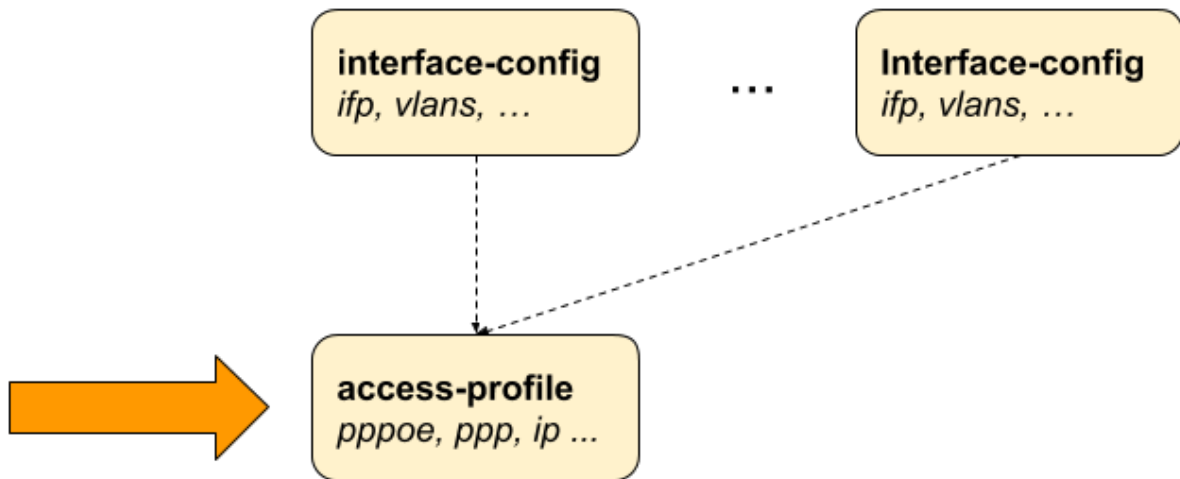 interface-config
ifp, vlans, …
...
Interface-config
ifp, vlans, …
access-profile
pppoe, ppp, ip ...